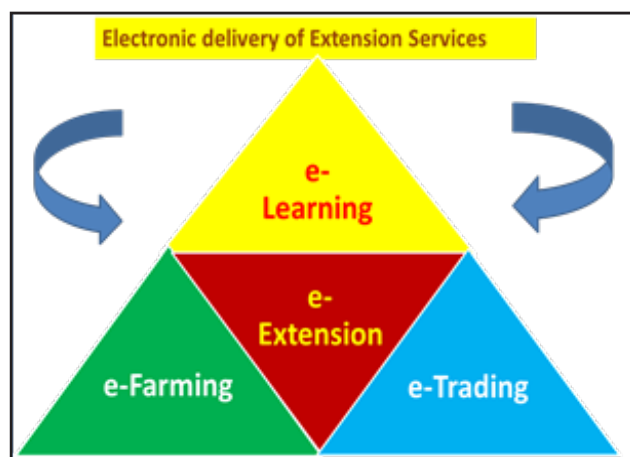 Electronic delivery of Extension Services
e-
Learning
e-
Extension
e-Farming
e-Trading